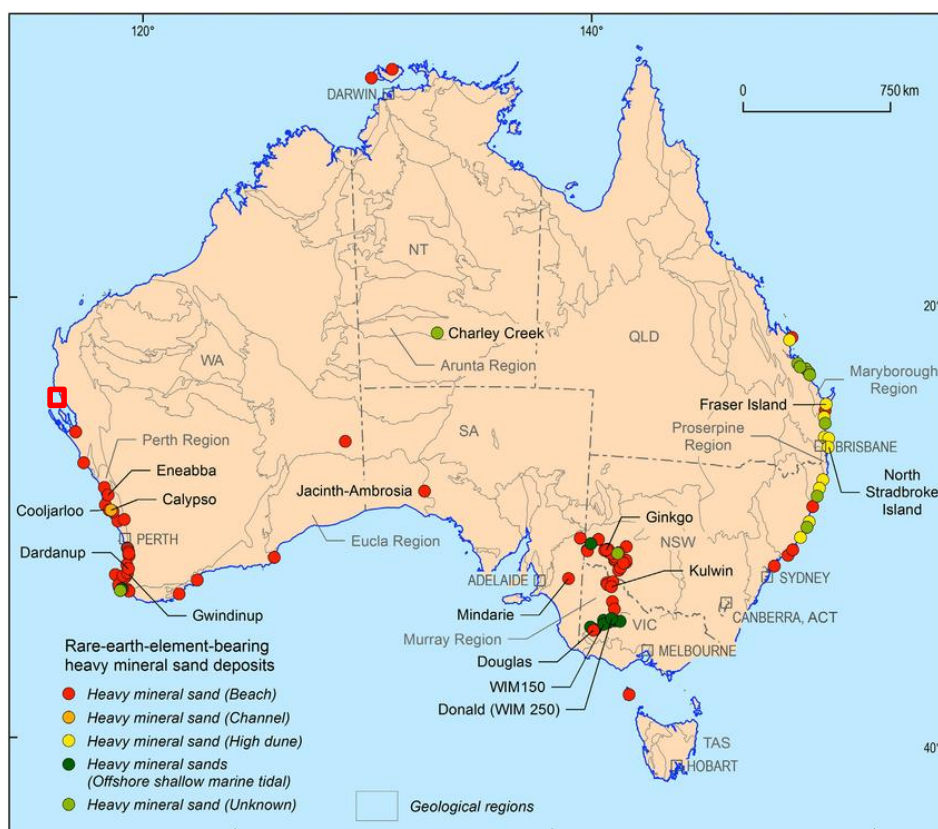 120°
140°
DARWIN
0
750 km
NT
20°
Charley Creek
QLD
WA
Arunta Region
Maryborough
Region
Fraser Island
SA
Proserpine
Region
Perth Region
BRISBANE
Eneabba
Jacinth-Ambrosia
North
Stradbroke
Island
Calypso
Cooljarloo
Ginkgo
PERTH
Eucla Region
NSW
Dardanup
Kulwin
ADELAIDE
SYDNEY
Mindarie
Gwindinup
CANBERRA, ACT
VIC
Murray Region
Rare-earth-element-bearing
heavy mineral sand deposits
MELBOURNE
Douglas
WIM150
Heavy mineral sand (Beach)
Donald (WIM 250)
Heavy mineral sand (Channel)
Heavy mineral sand (High dune)
40°
TAS
Heavy mineral sands
(Offshore shallow marine tidal)
HOBART
Heavy mineral sand (Unknown)
Geological regions